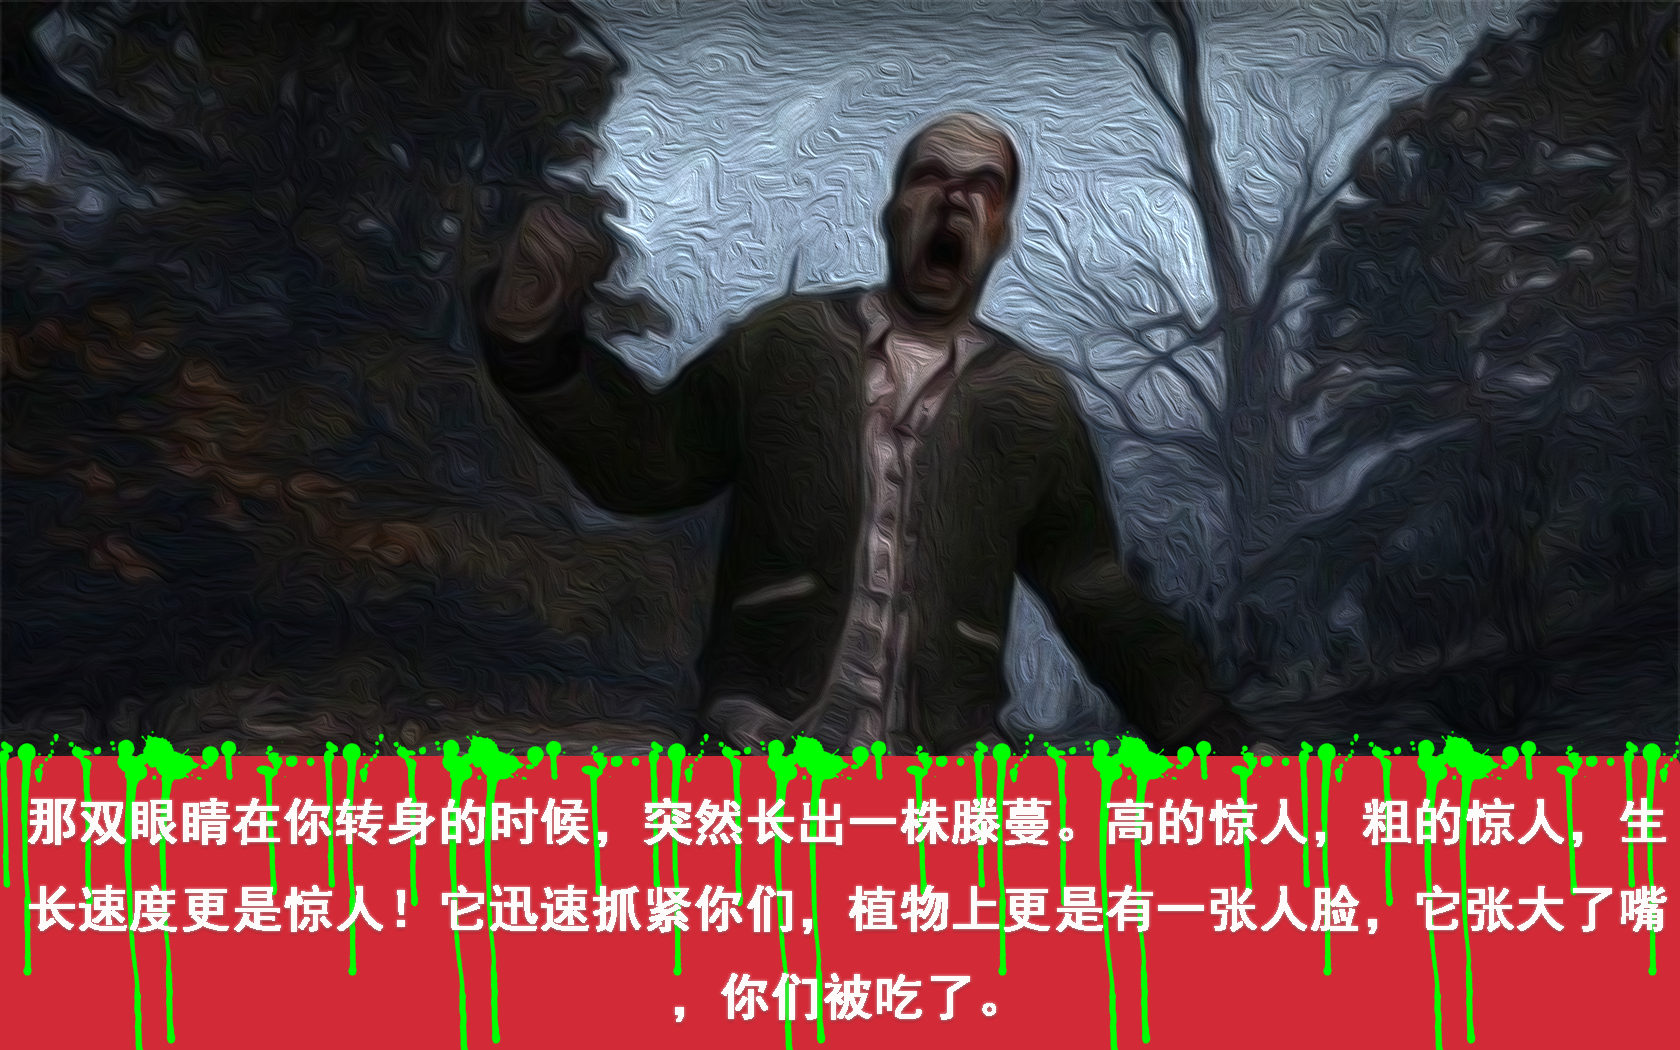 那双眼睛在你转身的时候，突然长出一株滕蔓。高的惊人，粗的惊人，生
长速度更是惊人！它迅速抓紧你们，植物上更是有一张人脸，它张大了嘴
，你们被吃了。